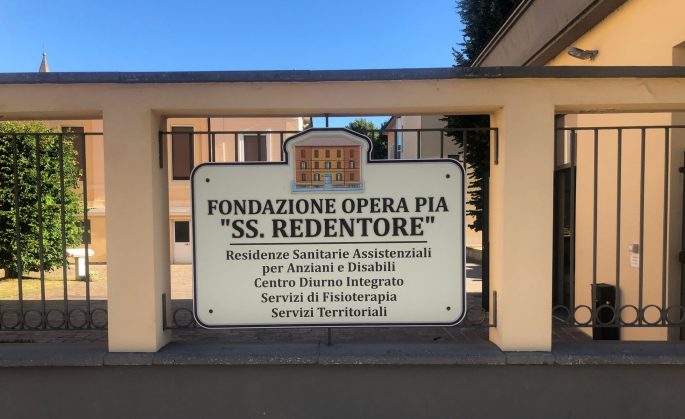 FONDAZIONE OPERA PIA
"SS. REDENTORE"
Residenze Sanitarie Assistenziali
per Anziani e Disabili
Centro Diurno Integrato
Servizi di Fisioterapia
Servizi Territoriali